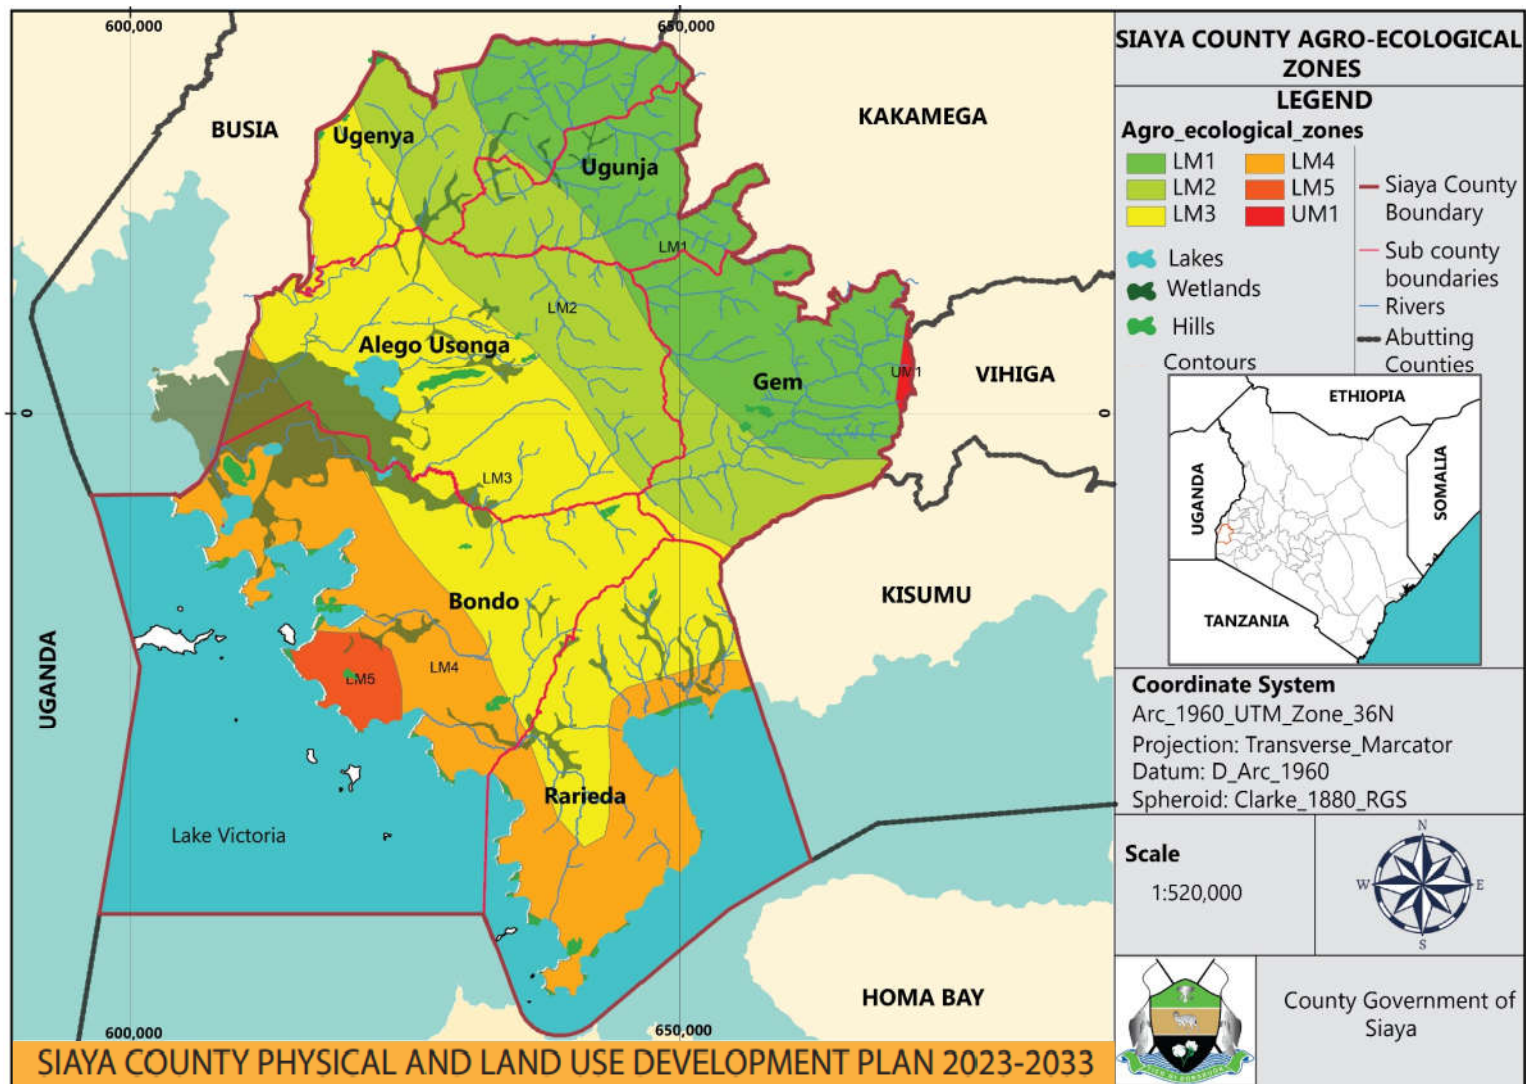 600,000
650,000
BUSIA
KAKAMEGA
Ugenya
Ugunja
LM1
LM2
Alego Usonga
Gem
UM1
VIHIGA
0
0
LM3
Bondo
KISUMU
UGANDA
LM5
LM4
Rarieda
Lake Victoria
HOMA BAY
600,000
650,000
SIAYA COUNTY PHYSICAL AND LAND USE DEVELOPMENT PLAN 2023-2033
SIAYA COUNTY AGRO-ECOLOGICAL
ZONES
LEGEND
Agro_ecological_zones
LM1
LM4
LM2
LM5
LM3
UM1
Siaya County
Boundary
Lakes
Wetlands
Hills
Contours
Sub county
boundaries
Rivers
Abutting
Counties
ETHIOPIA
UGANDA
SOMALIA
TANZANIA
Coordinate System
Arc_1960_UTM_Zone_36N
Projection: Transverse_Marcator
Datum: D_Arc_1960
Spheroid: Clarke_1880_RGS
Scale
1:520,000
N
W
E
S
County Government of
Siaya